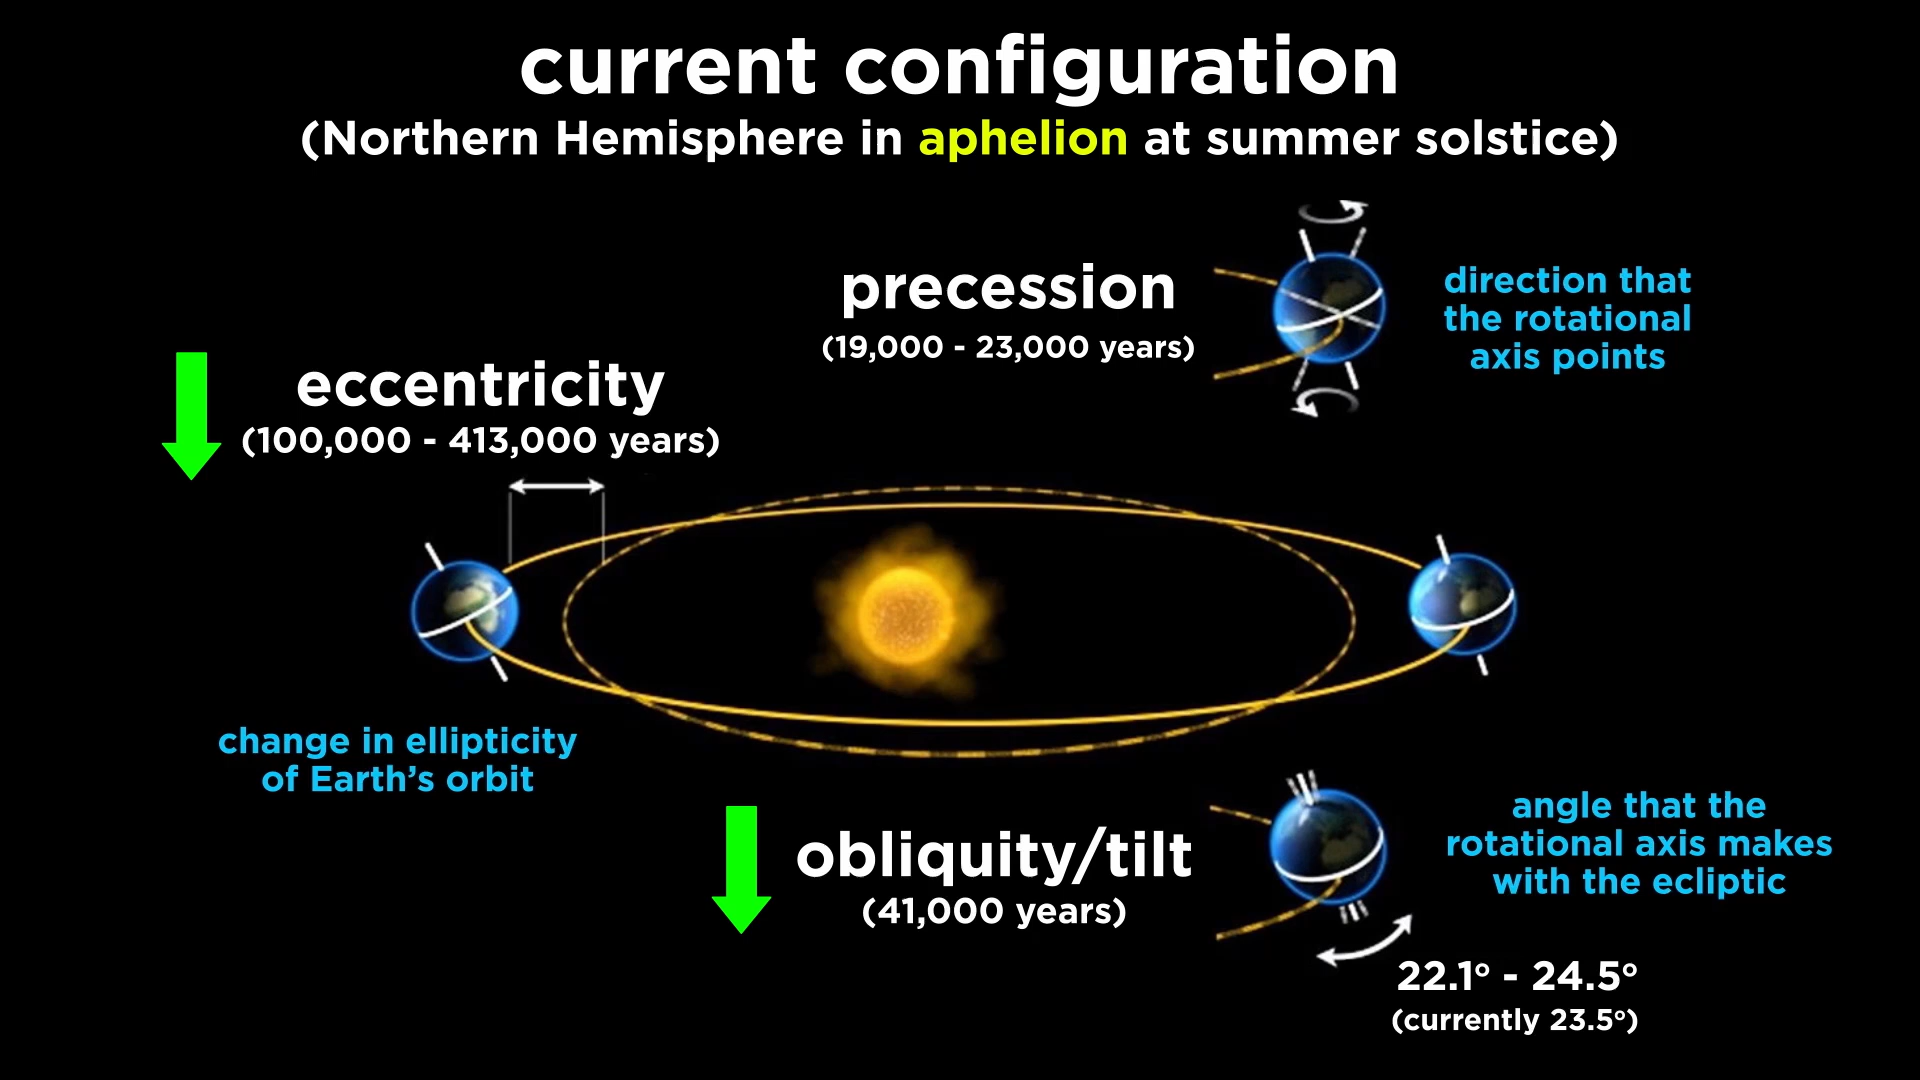 current configuration
(Northern Hemisphere in aphelion at summer solstice)
precession
(19,000 - 23,000 years)
direction that
the rotational
axis points
eccentricity
(100,000 - 413,000 years)
change in ellipticity
of Earth’s orbit
obliquity/tilt
(41,000 years)
angle that the
rotational axis makes
with the ecliptic
22.1° - 24.5°
(currently 23.5°)